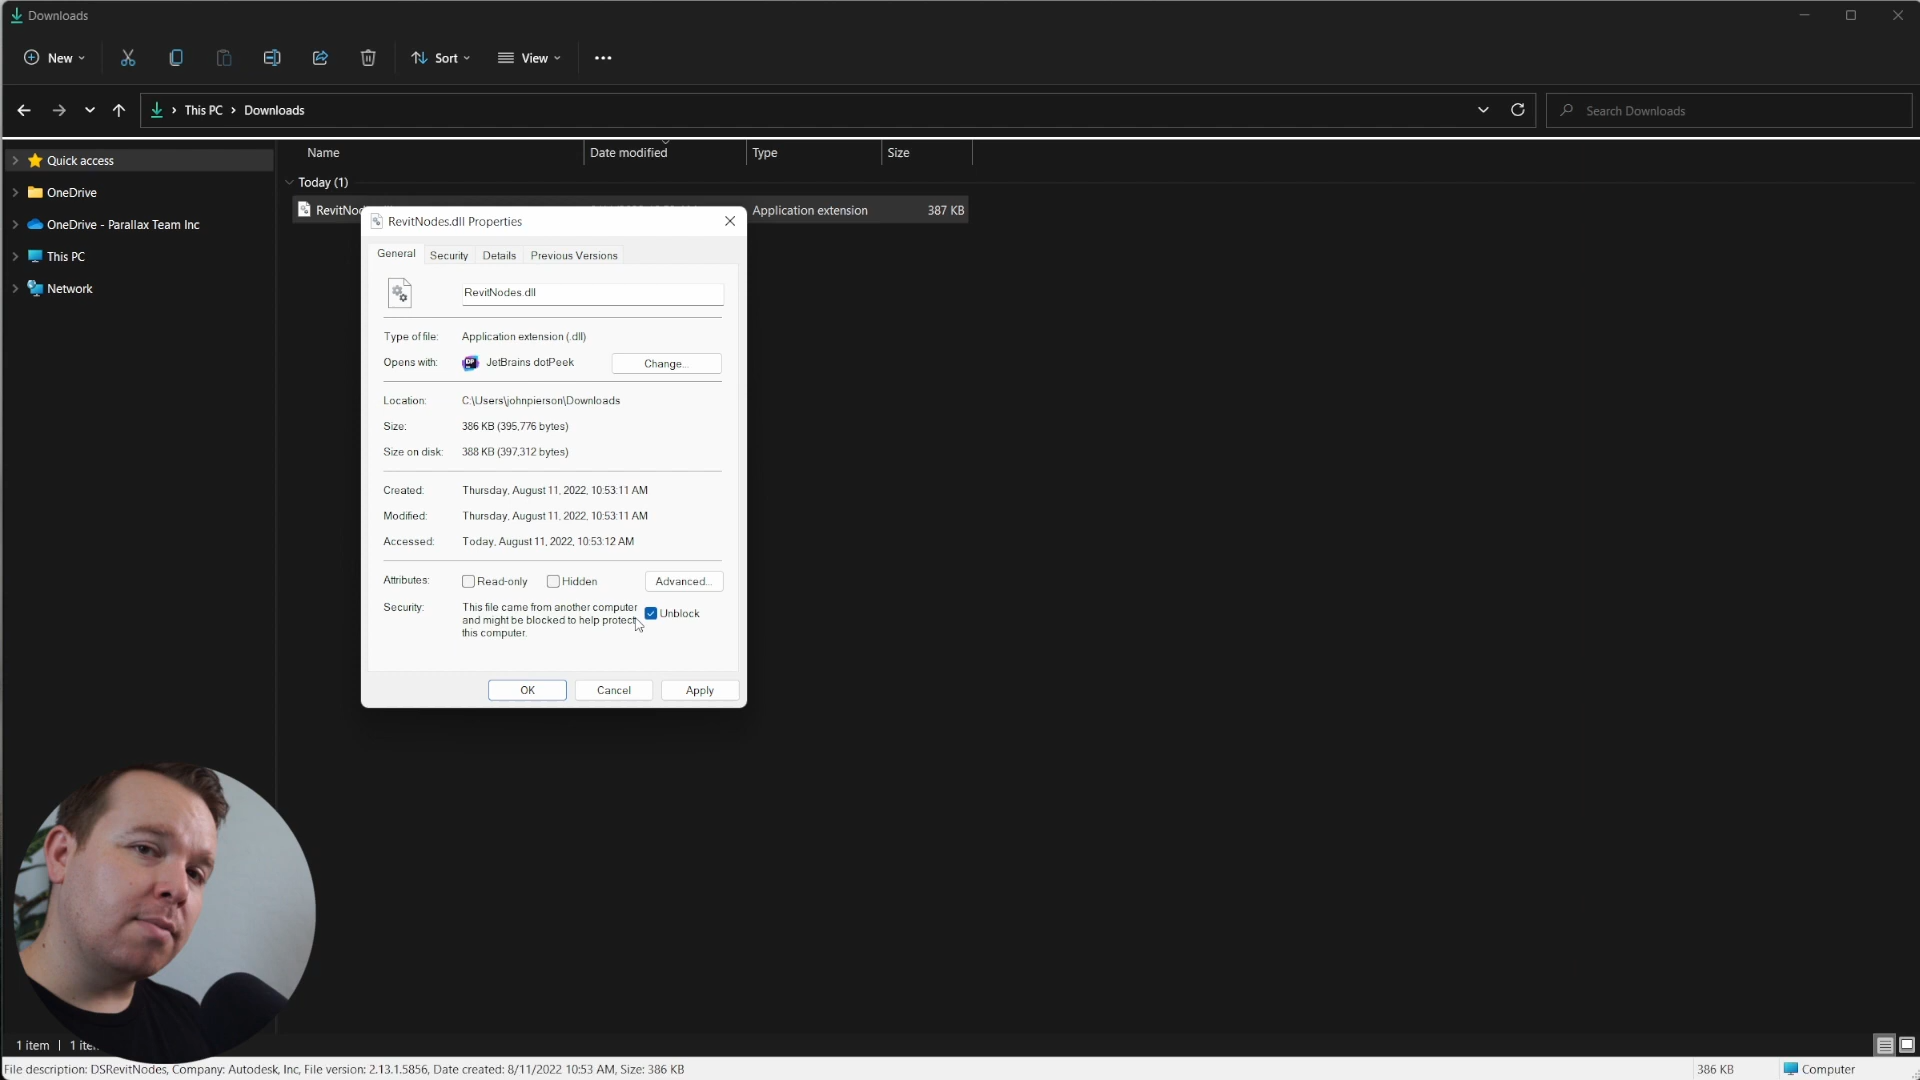 Downloads
New
Sort
View
This PC
Downloads
Search Downloads
Name
Date modified
Type
Size
Quick access
OneDrive
OneDrive - Parallax Team Inc
This PC
Network
Today (1)
Application extension
387 KB
RevitNodes.dll Properties
General
Security
Details
Previous Versions
RevitNodes.dll
Type of file:
Application extension (.dll)
Opens with:
DP
JetBrains dotPeek
Change...
Location:
C:\Users\johnpierson\Downloads
Size:
386 KB (395,776 bytes)
Size on disk:
388 KB (397,312 bytes)
Created:
Thursday, August 11, 2022, 10:53:11 AM
Modified:
Thursday, August 11, 2022, 10:53:11 AM
Accessed:
Today, August 11, 2022, 10:53:12 AM
Attributes:
Read-only
Hidden
Advanced...
Security:
This file came from another computer
and might be blocked to help protect
this computer.
Unblock
OK
Cancel
Apply
1 item
File description: DSRevitNodes, Company: Autodesk, Inc, File version: 2.13.1.5856, Date created: 8/11/2022 10:53 AM, Size: 386 KB
386 KB
Computer